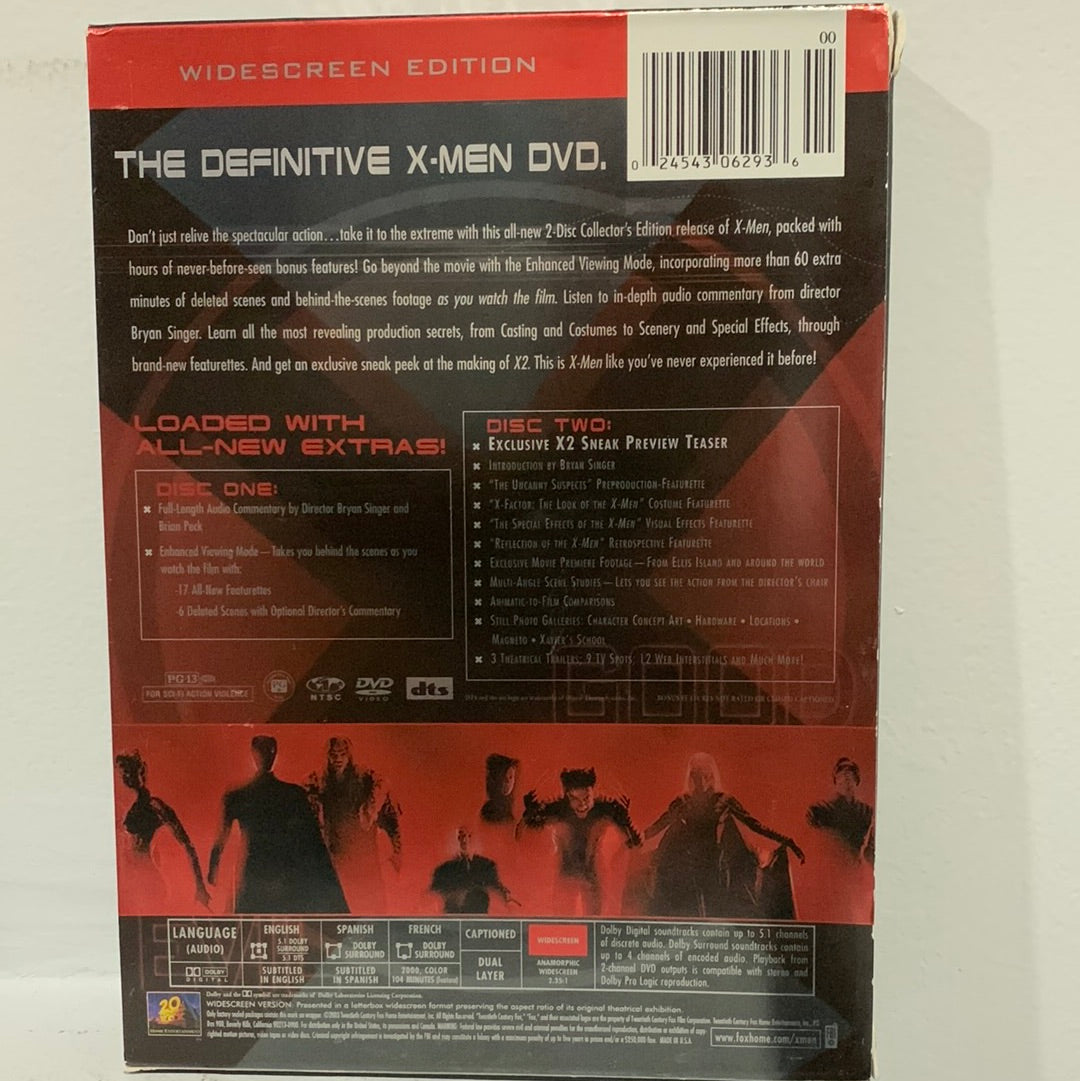 WIDESCREEN EDITION
00
0 24543 06293 6
THE DEFINITIVE X-MEN DVD.
Don't just relive the spectacular action...take it to the extreme with this all-new 2-Disc Collector's Edition release of X-Men, packed with
hours of never-before-seen bonus features! Go beyond the movie with the Enhanced Viewing Mode, incorporating more than 60 extra
minutes of deleted scenes and behind-the-scenes footage as you watch the film. Listen to in-depth audio commentary from director
Bryan Singer. Learn all the most revealing production secrets, from Casting and Costumes to Scenery and Special Effects, through
brand-new featurettes. And get an exclusive sneak peek at the making of X2. This is X-Men like you've never experienced it before!
LOADED WITH
ALL-NEW EXTRAS!
DISC ONE:
Full-Length Audio Commentary by Director Bryan Singer and
Brian Peck
Enhanced Viewing Mode—Takes you behind the scenes as you
watch the film with:
-17 All-New Featurettes
-6 Deleted Scenes with Optional Director's Commentary
DISC TWO:
EXCLUSIVE X2 SNEAK PREVIEW TEASER
INTRODUCTION BY BRYAN SINGER
"THE UNCANNY SUSPECTS" PREPRODUCTION FEATURETTE
"X-FACTOR: THE LOOK OF THE X-MEN" COSTUME FEATURETTE
"THE SPECIAL EFFECTS OF THE X-MEN" VISUAL EFFECTS FEATURETTE
"REFLECTION OF THE X-MEN" RETROSPECTIVE FEATURETTE
EXCLUSIVE MOVIE PREMIERE FOOTAGE—FROM ELLIS ISLAND AND AROUND THE WORLD
MULTI-ANGLE SCENE STUDIES—LETS YOU SEE THE ACTION FROM THE DIRECTOR'S CHAIR
ANIMATIC-TO-FILM COMPARISONS
STILL PHOTO GALLERIES: CHARACTER CONCEPT ART • HARDWARE • LOCATIONS •
MAGNETO • XAVIER'S SCHOOL
3 THEATRICAL TRAILERS, 9 TV SPOTS, 12 WEB INTERSTITIALS AND MUCH MORE!
PG-13
FOR SCI-FI ACTION VIOLENCE
NTSC
DVD
VIDEO
dts
LANGUAGE
(AUDIO)
DOLBY
DIGITAL
ENGLISH
5.1 DOLBY
SURROUND
5.1 DTS
SUBTITLED
IN ENGLISH
SPANISH
DOLBY
SURROUND
SUBTITLED
IN SPANISH
FRENCH
DOLBY
SURROUND
2000, COLOR
104 MINUTES (feature)
CAPTIONED
DUAL
LAYER
WIDESCREEN
ANAMORPHIC
WIDESCREEN
2.35:1
Dolby Digital soundtracks contain up to 5.1 channels
of discrete audio. Dolby Surround soundtracks contain
up to 4 channels of encoded audio. Playback from
2-channel DVD outputs is compatible with stereo and
Dolby Pro Logic reproduction.
20
HOME ENTERTAINMENT
Dolby and the symbol are trademarks of Dolby Laboratories Licensing Corporation.
WIDESCREEN VERSION: Presented in a letterbox widescreen format preserving the aspect ratio of its original theatrical exhibition.
www.foxhome.com/xmen